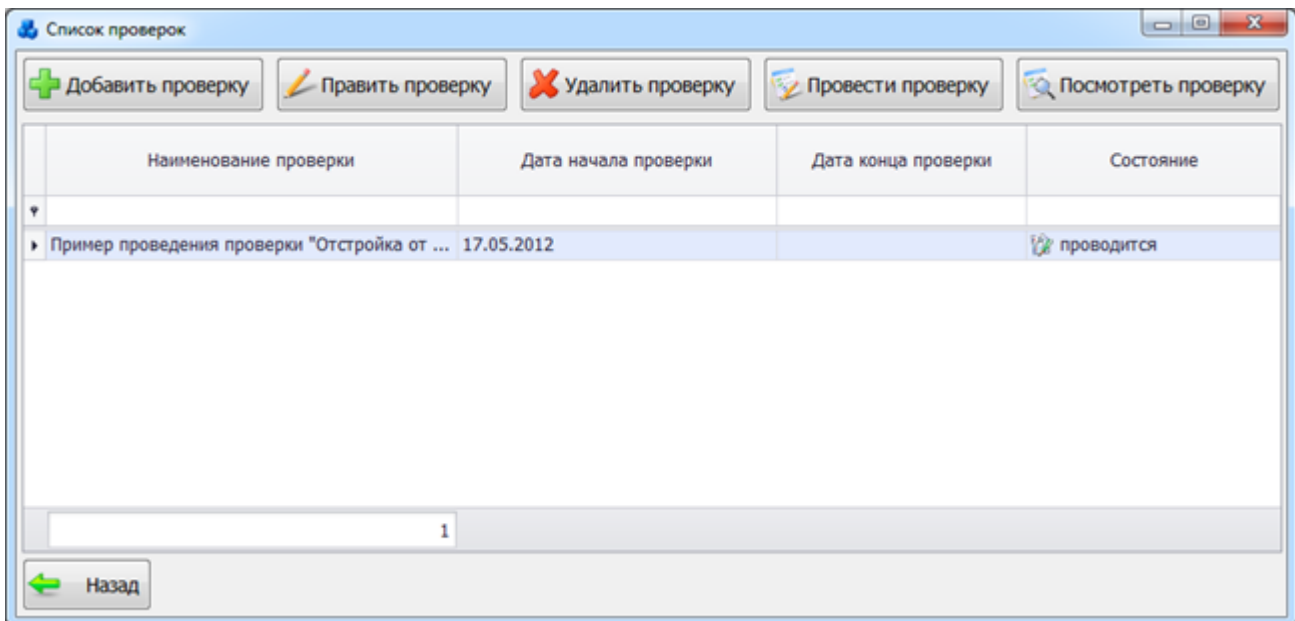 Список проверок
Добавить проверку Править проверку Удалить проверку Провести проверку Посмотреть проверку
Наименование проверки Дата начала проверки Дата конца проверки Состояние
Пример проведения проверки "Отстройка от ... 17.05.2012 проводится
1
Назад